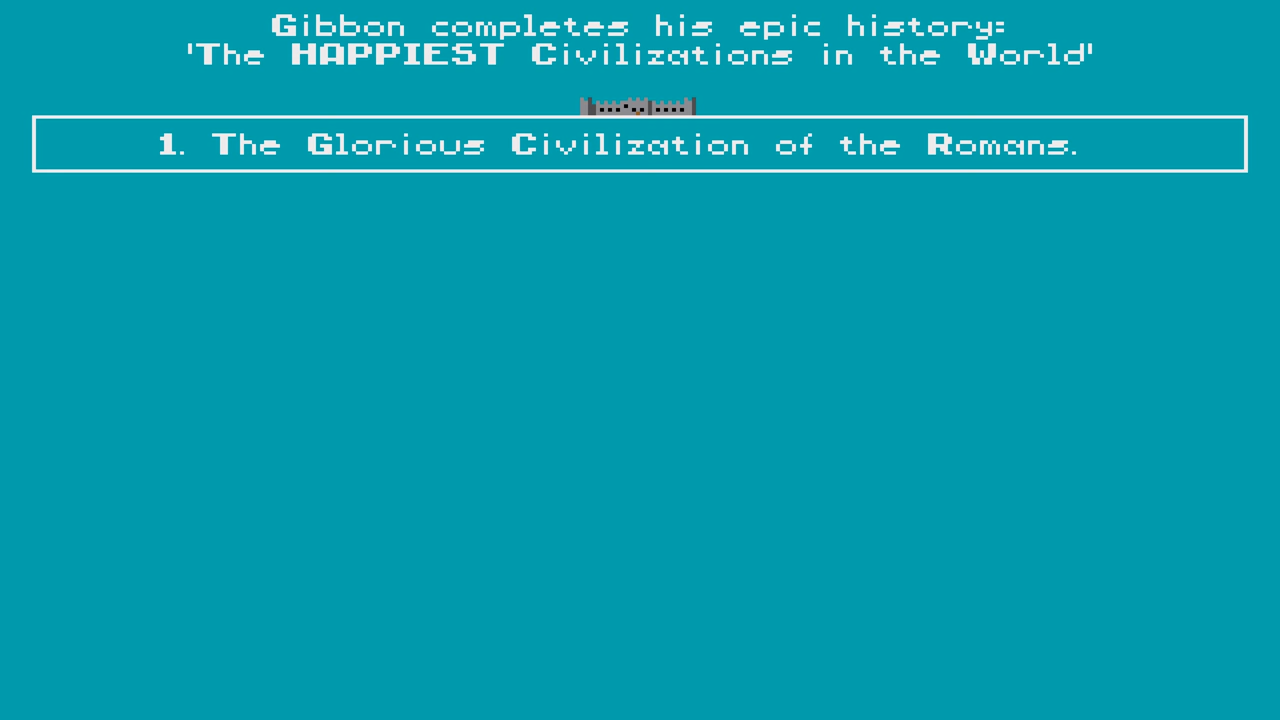 Gibbon completes his epic history:
'The HAPPIEST Civilizations in the World'
1. The Glorious Civilization of the Romans.